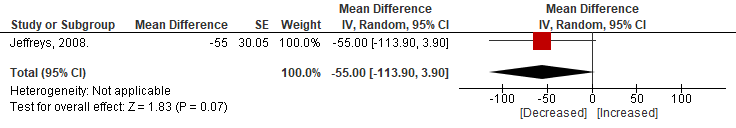 Mean Difference Mean Difference
Study or Subgroup Mean Difference SE Weight IV, Random, 95% CI IV, Random, 95% CI
Jeffreys, 2008. -55 30.05 100.0% -55.00 [-113.90, 3.90]
Total (95% CI) 100.0% -55.00 [-113.90, 3.90]
Heterogeneity: Not applicable
Test for overall effect: Z = 1.83 (P = 0.07)
-100 -50 0 50 100
[Decreased] [Increased]